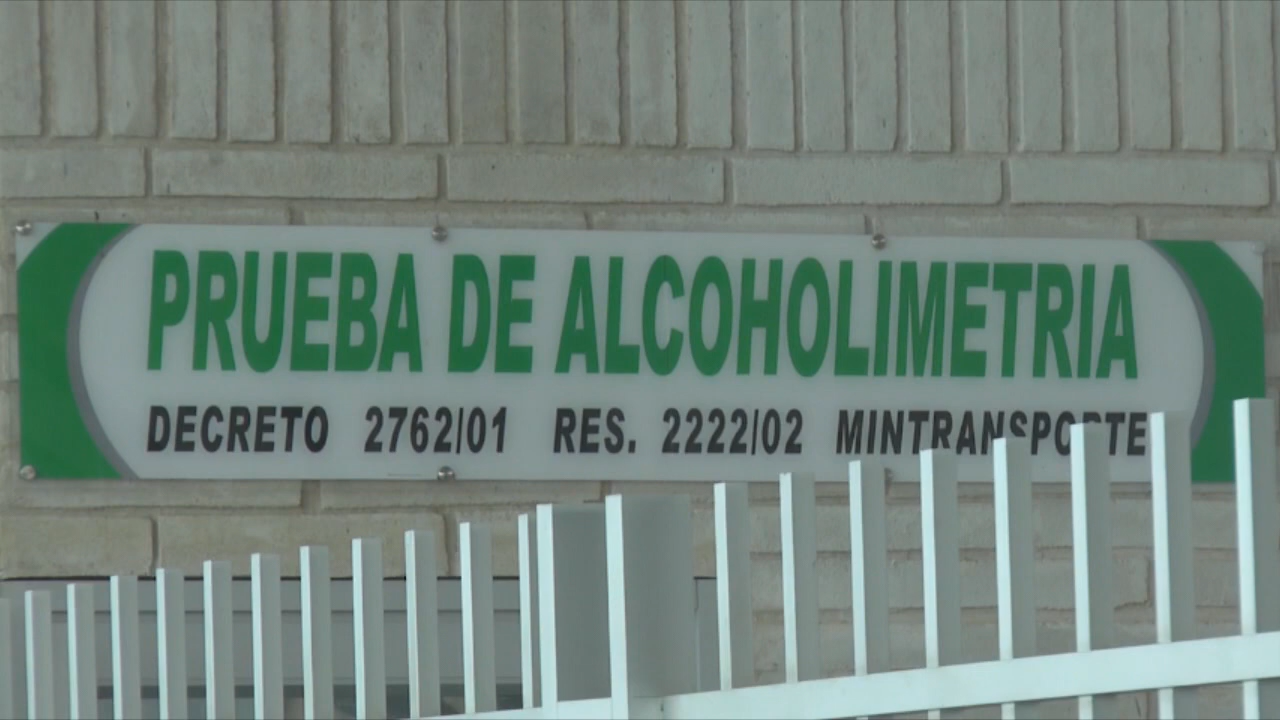 PRUEBA DE ALCOHOLIMETRIA
DECRETO 2762/01 RES. 2222/02 MINTRANSPORTE